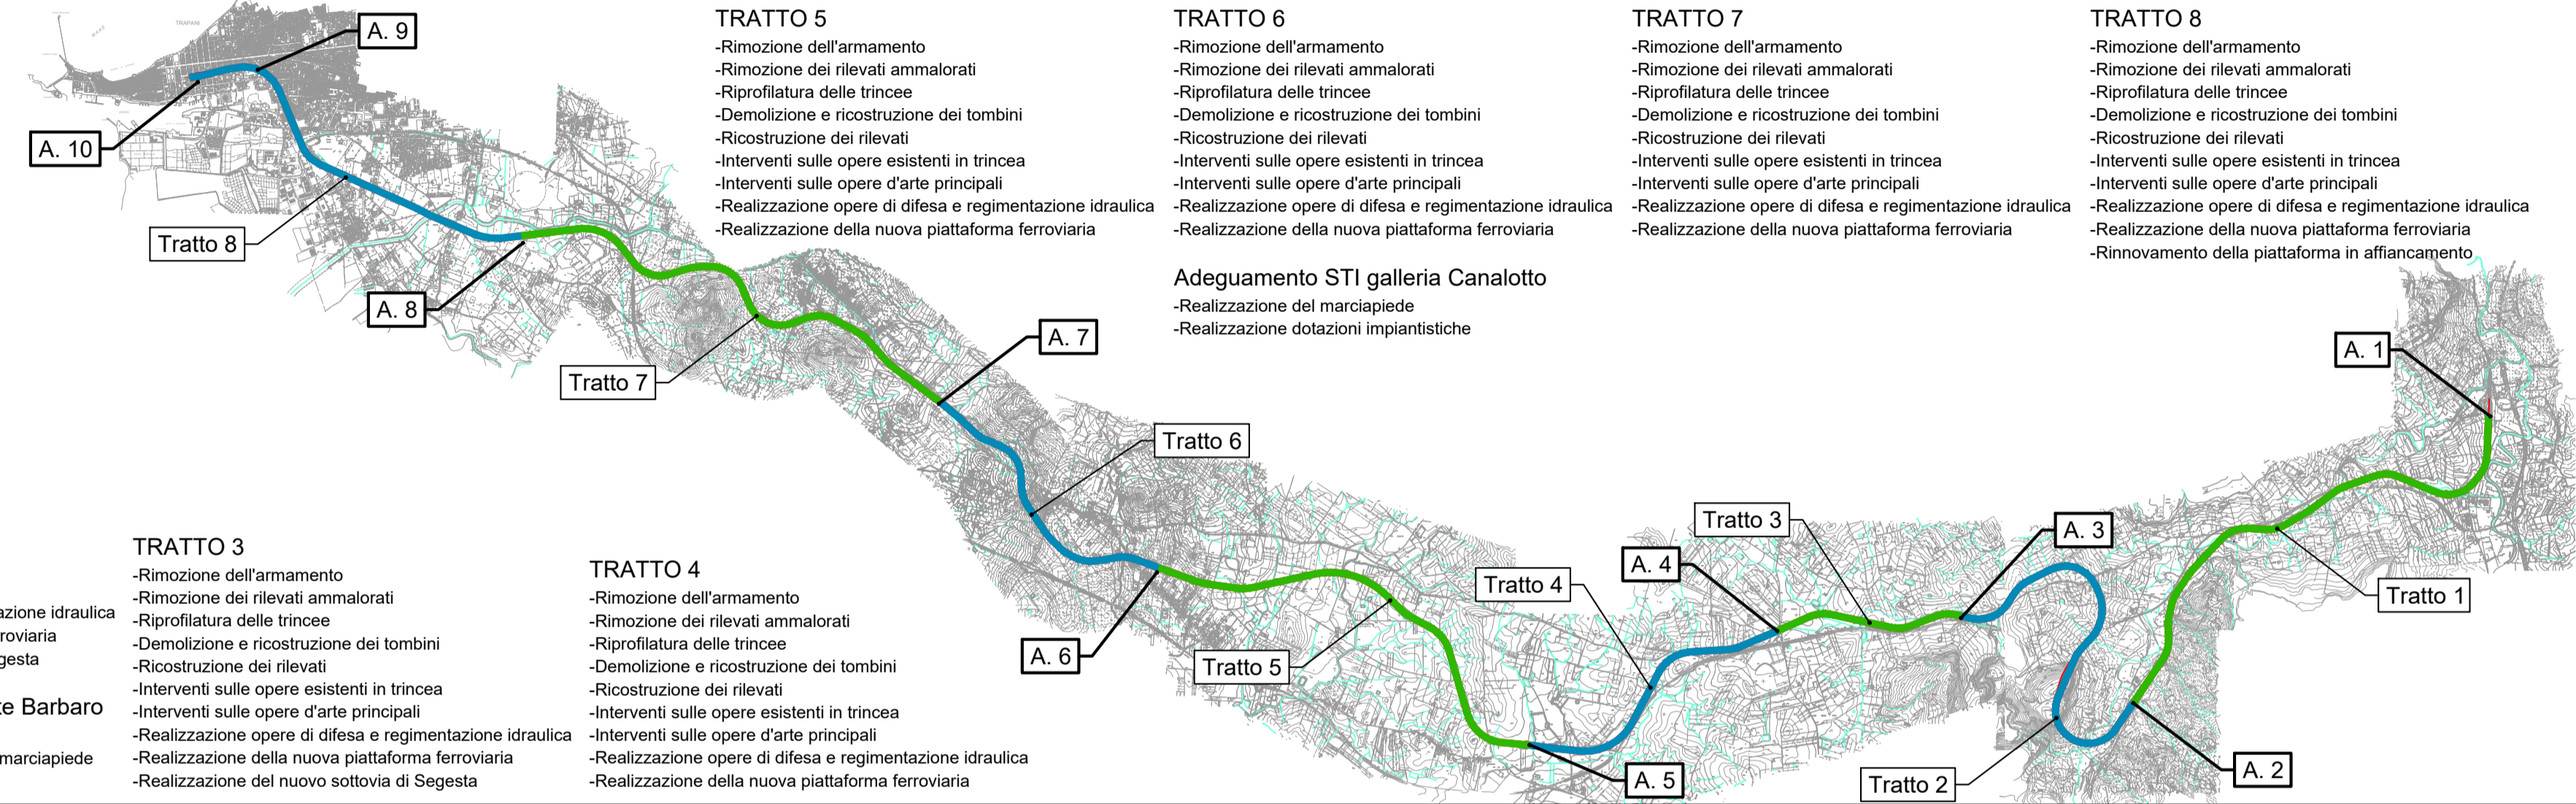 TRAPANI
MARE
A. 9
A. 10
Tratto 8
A. 8
Tratto 7
A. 7
Tratto 6
A. 6
Tratto 5
A. 5
Tratto 4
A. 4
Tratto 3
A. 3
Tratto 2
A. 2
Tratto 1
A. 1
TRATTO 5
-Rimozione dell'armamento
-Rimozione dei rilevati ammalorati
-Riprofilatura delle trincee
-Demolizione e ricostruzione dei tombini
-Ricostruzione dei rilevati
-Interventi sulle opere esistenti in trincea
-Interventi sulle opere d'arte principali
-Realizzazione opere di difesa e regimentazione idraulica
-Realizzazione della nuova piattaforma ferroviaria
TRATTO 6
-Rimozione dell'armamento
-Rimozione dei rilevati ammalorati
-Riprofilatura delle trincee
-Demolizione e ricostruzione dei tombini
-Ricostruzione dei rilevati
-Interventi sulle opere esistenti in trincea
-Interventi sulle opere d'arte principali
-Realizzazione opere di difesa e regimentazione idraulica
-Realizzazione della nuova piattaforma ferroviaria
Adeguamento STI galleria Canalotto
-Realizzazione del marciapiede
-Realizzazione dotazioni impiantistiche
TRATTO 7
-Rimozione dell'armamento
-Rimozione dei rilevati ammalorati
-Riprofilatura delle trincee
-Demolizione e ricostruzione dei tombini
-Ricostruzione dei rilevati
-Interventi sulle opere esistenti in trincea
-Interventi sulle opere d'arte principali
-Realizzazione opere di difesa e regimentazione idraulica
-Realizzazione della nuova piattaforma ferroviaria
TRATTO 8
-Rimozione dell'armamento
-Rimozione dei rilevati ammalorati
-Riprofilatura delle trincee
-Demolizione e ricostruzione dei tombini
-Ricostruzione dei rilevati
-Interventi sulle opere esistenti in trincea
-Interventi sulle opere d'arte principali
-Realizzazione opere di difesa e regimentazione idraulica
-Realizzazione della nuova piattaforma ferroviaria
-Rinnovamento della piattaforma in affiancamento
azione idraulica
roviaria
gesta
te Barbaro
marciapiede
TRATTO 3
-Rimozione dell'armamento
-Rimozione dei rilevati ammalorati
-Riprofilatura delle trincee
-Demolizione e ricostruzione dei tombini
-Ricostruzione dei rilevati
-Interventi sulle opere esistenti in trincea
-Interventi sulle opere d'arte principali
-Realizzazione opere di difesa e regimentazione idraulica
-Realizzazione della nuova piattaforma ferroviaria
-Realizzazione del nuovo sottovia di Segesta
TRATTO 4
-Rimozione dell'armamento
-Rimozione dei rilevati ammalorati
-Riprofilatura delle trincee
-Demolizione e ricostruzione dei tombini
-Ricostruzione dei rilevati
-Interventi sulle opere esistenti in trincea
-Interventi sulle opere d'arte principali
-Realizzazione opere di difesa e regimentazione idraulica
-Realizzazione della nuova piattaforma ferroviaria